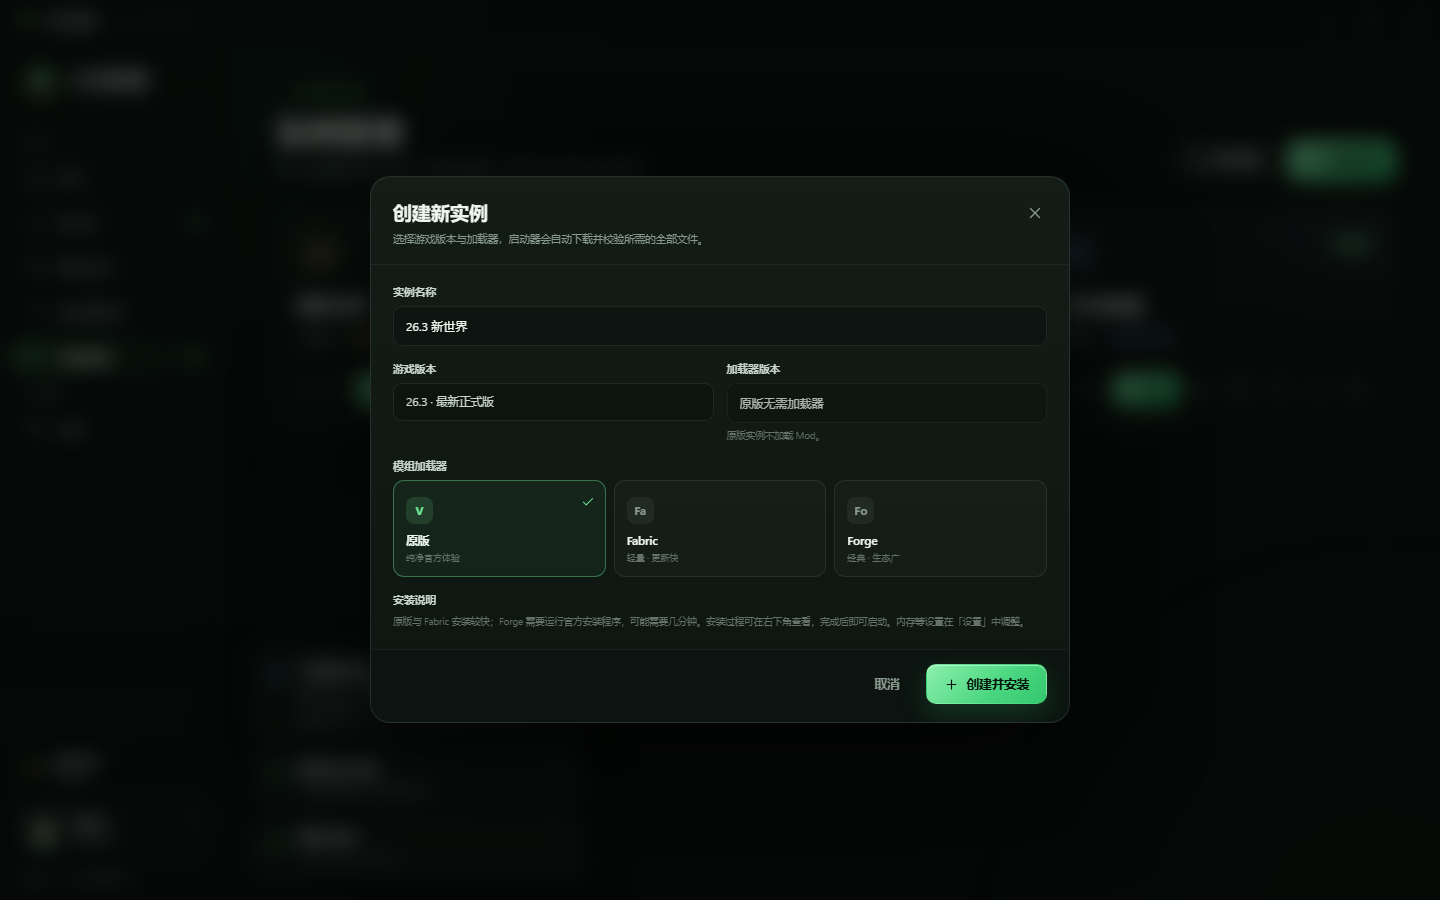 创建新实例
选择游戏版本与加载器，启动器会自动下载并校验所需的全部文件。
实例名称
26.3 新世界
游戏版本
加载器版本
26.3 · 最新正式版
原版无需加载器
原版实例不加载 Mod。
模组加载器
V
Fa
Fo
原版
Fabric
Forge
纯净官方体验
轻量 · 更新快
经典 · 生态广
安装说明
原版与 Fabric 安装较快；Forge 需要运行官方安装程序，可能需要几分钟。安装过程可在右下角查看，完成后即可启动。内存等设置在「设置」中调整。
取消
创建并安装